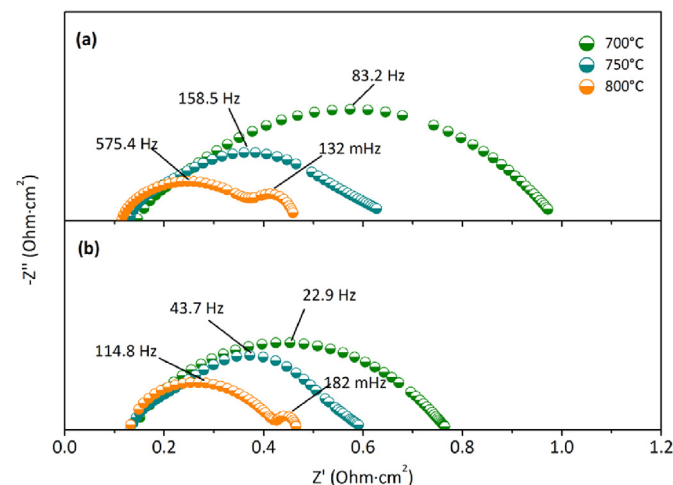 (a)
700°C
750°C
800°C
83.2 Hz
158.5 Hz
575.4 Hz
132 mHz
-Z'' (Ohm·cm²)
(b)
22.9 Hz
43.7 Hz
114.8 Hz
182 mHz
0.0 0.2 0.4 0.6 0.8 1.0 1.2
Z' (Ohm·cm²)